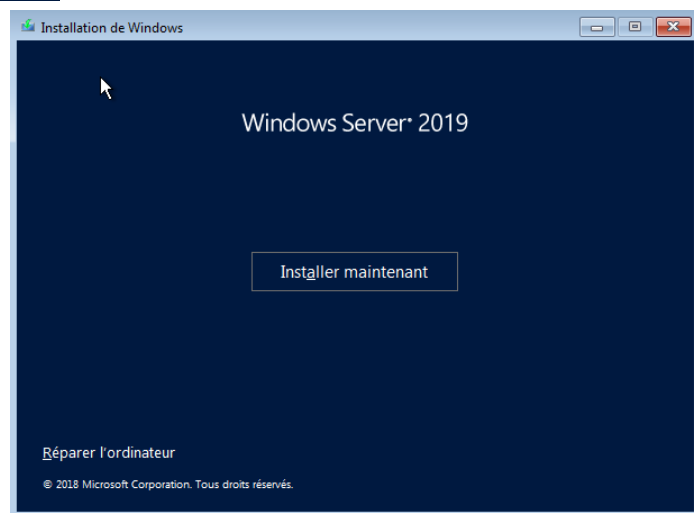 Installation de Windows
Windows Server® 2019
Installer maintenant
Réparer l'ordinateur
© 2018 Microsoft Corporation. Tous droits réservés.